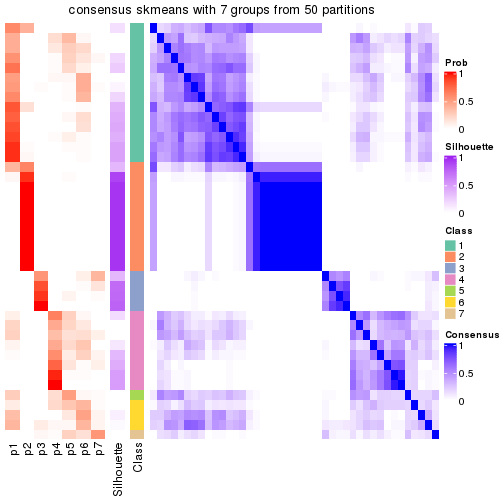 consensus skmeans with 7 groups from 50 partitions
Prob
1
0.5
0
Silhouette
1
0.5
0
Class
1
2
3
4
5
6
7
Consensus
1
0.5
0
p1
p2
p3
p4
p5
p6
p7
Silhouette
Class